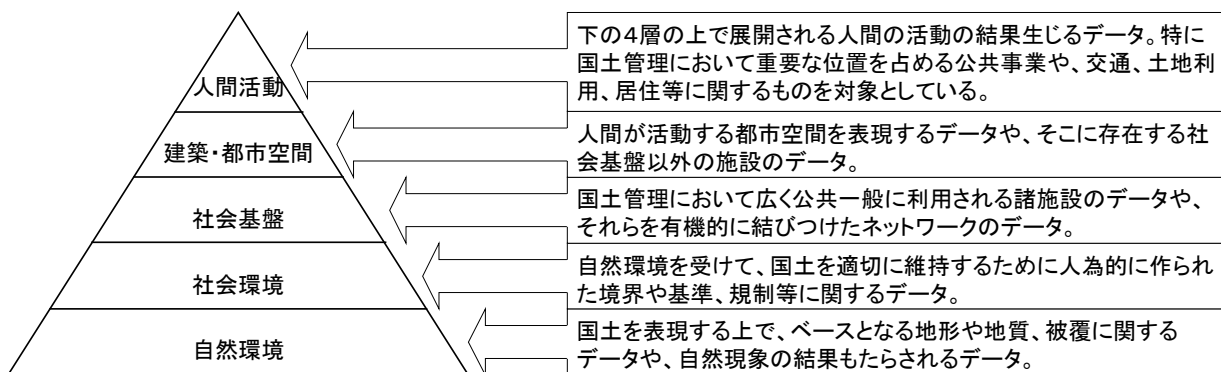 人間活動
下の4層の上で展開される人間の活動の結果生じるデータ。特に
国土管理において重要な位置を占める公共事業や、交通、土地利
用、居住等に関するものを対象としている。
建築・都市空間
人間が活動する都市空間を表現するデータや、そこに存在する社
会基盤以外の施設のデータ。
社会基盤
国土管理において広く公共一般に利用される諸施設のデータや、
それらを有機的に結びつけたネットワークのデータ。
社会環境
自然環境を受けて、国土を適切に維持するために人為的に作られ
た境界や基準、規制等に関するデータ。
自然環境
国土を表現する上で、ベースとなる地形や地質、被覆に関する
データや、自然現象の結果もたらされるデータ。